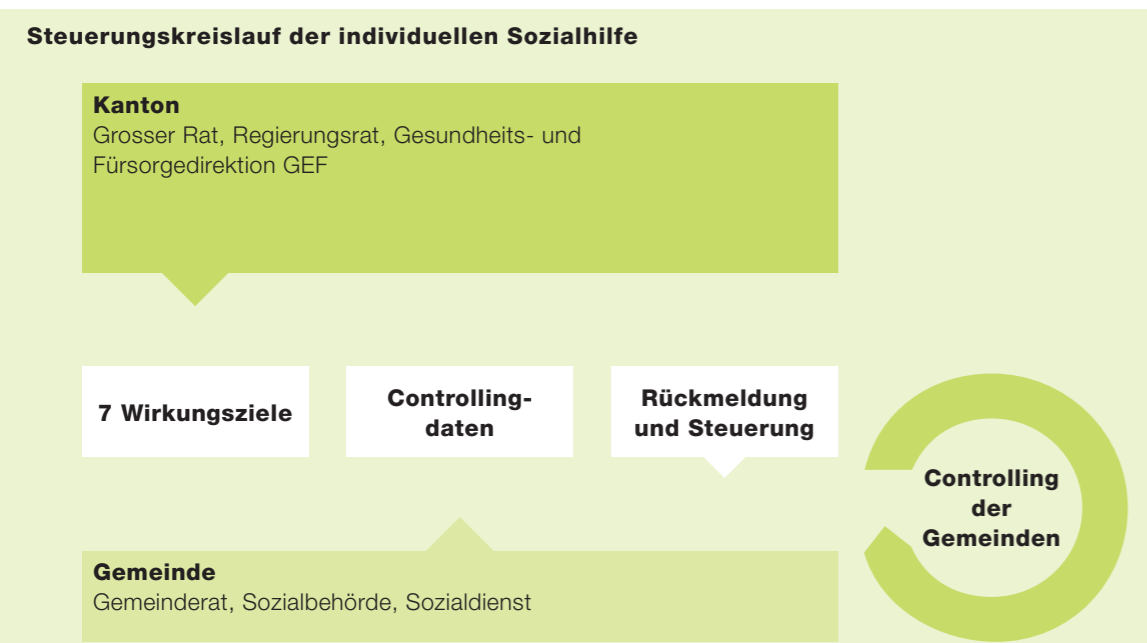 Steuerungskreislauf der individuellen Sozialhilfe
Kanton
Grosser Rat, Regierungsrat, Gesundheits- und
Fürsorgedirektion GEF
7 Wirkungsziele
Controlling-
daten
Rückmeldung
und Steuerung
Controlling
der
Gemeinden
Gemeinde
Gemeinderat, Sozialbehörde, Sozialdienst